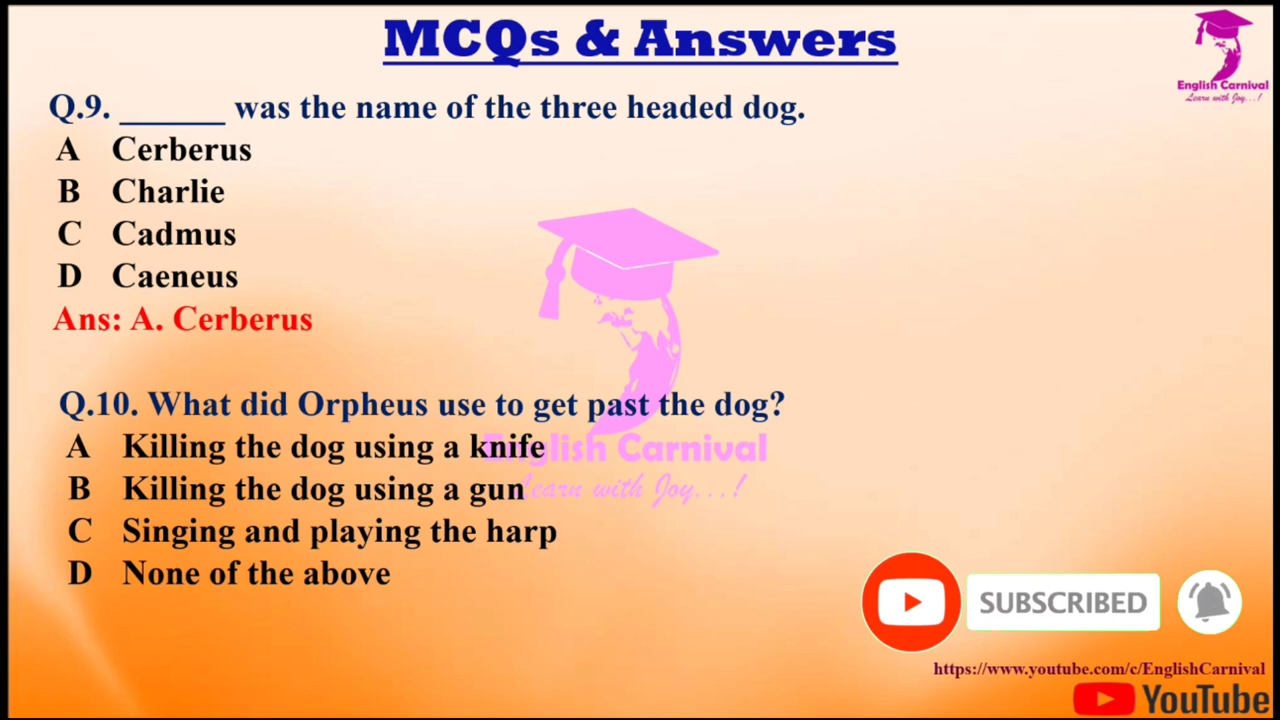 MCQs & Answers
English Carnival
Learn with Joy...!
Q.9. ______ was the name of the three headed dog.
A Cerberus
B Charlie
C Cadmus
D Caeneus
Ans: A. Cerberus
Q.10. What did Orpheus use to get past the dog?
A Killing the dog using a knife
B Killing the dog using a gun
C Singing and playing the harp
D None of the above
English Carnival
Learn with Joy...!
SUBSCRIBED
https://www.youtube.com/c/EnglishCarnival
YouTube